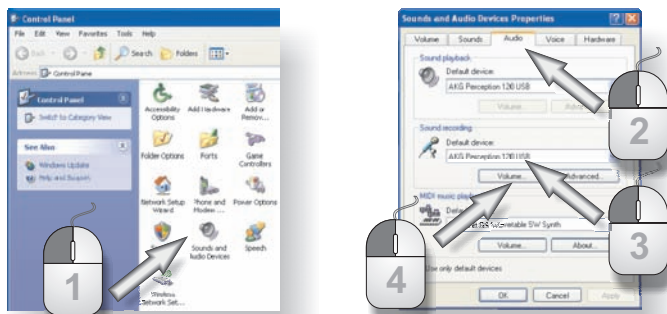 Control Panel
File Edit View Favorites Tools Help
Back Search Folders
Address Control Pane
Control Panel
Switch to Category View
See Also
Windows Update
Help and Support
Accessibility Options
Add Hardware
Add or Remov...
Folder Options
Fonts
Game Controllers
Network Setup Wizard
Phone and Modem ...
Power Options
Sounds and Audio Devices
Speech
Wireless Network Set...
1
Sounds and Audio Devices Properties
Volume Sounds Audio Voice Hardware
Sound playback
Default device:
AKG Perception 120 USB
Volume...
2
Sound recording
Default device:
AKG Perception 120 USB
Volume... Advanced...
3
MIDI music
Wavetable SW Synth
Volume... About...
4
only default devices
OK Cancel Apply